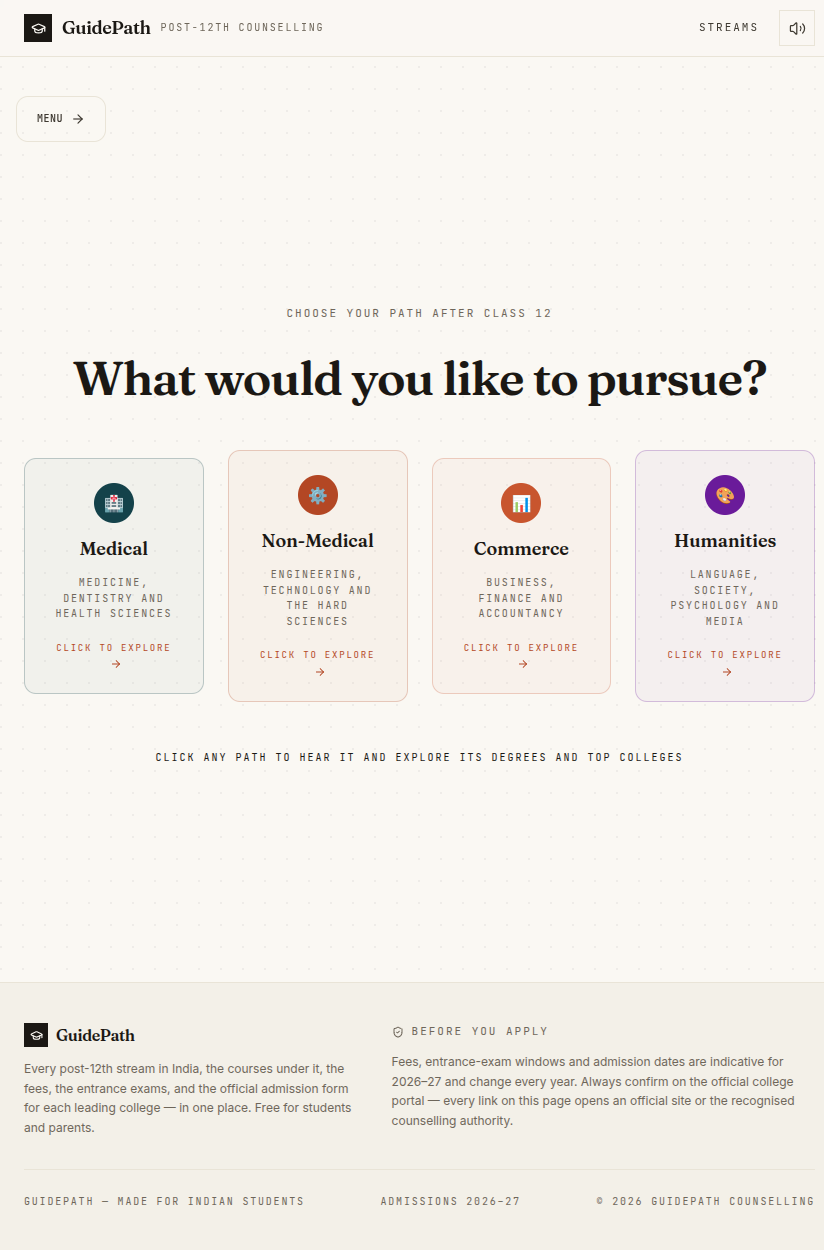 GuidePath POST-12TH COUNSELLING STREAMS
MENU
CHOOSE YOUR PATH AFTER CLASS 12
What would you like to pursue?
Medical
MEDICINE,
DENTISTRY AND
HEALTH SCIENCES
CLICK TO EXPLORE
Non-Medical
ENGINEERING,
TECHNOLOGY AND
THE HARD
SCIENCES
CLICK TO EXPLORE
Commerce
BUSINESS,
FINANCE AND
ACCOUNTANCY
CLICK TO EXPLORE
Humanities
LANGUAGE,
SOCIETY,
PSYCHOLOGY AND
MEDIA
CLICK TO EXPLORE
CLICK ANY PATH TO HEAR IT AND EXPLORE ITS DEGREES AND TOP COLLEGES
GuidePath
Every post-12th stream in India, the courses under it, the
fees, the entrance exams, and the official admission form
for each leading college — in one place. Free for students
and parents.
BEFORE YOU APPLY
Fees, entrance-exam windows and admission dates are indicative for
2026–27 and change every year. Always confirm on the official college
portal — every link on this page opens an official site or the recognised
counselling authority.
GUIDEPATH — MADE FOR INDIAN STUDENTS
ADMISSIONS 2026–27
© 2026 GUIDEPATH COUNSELLING